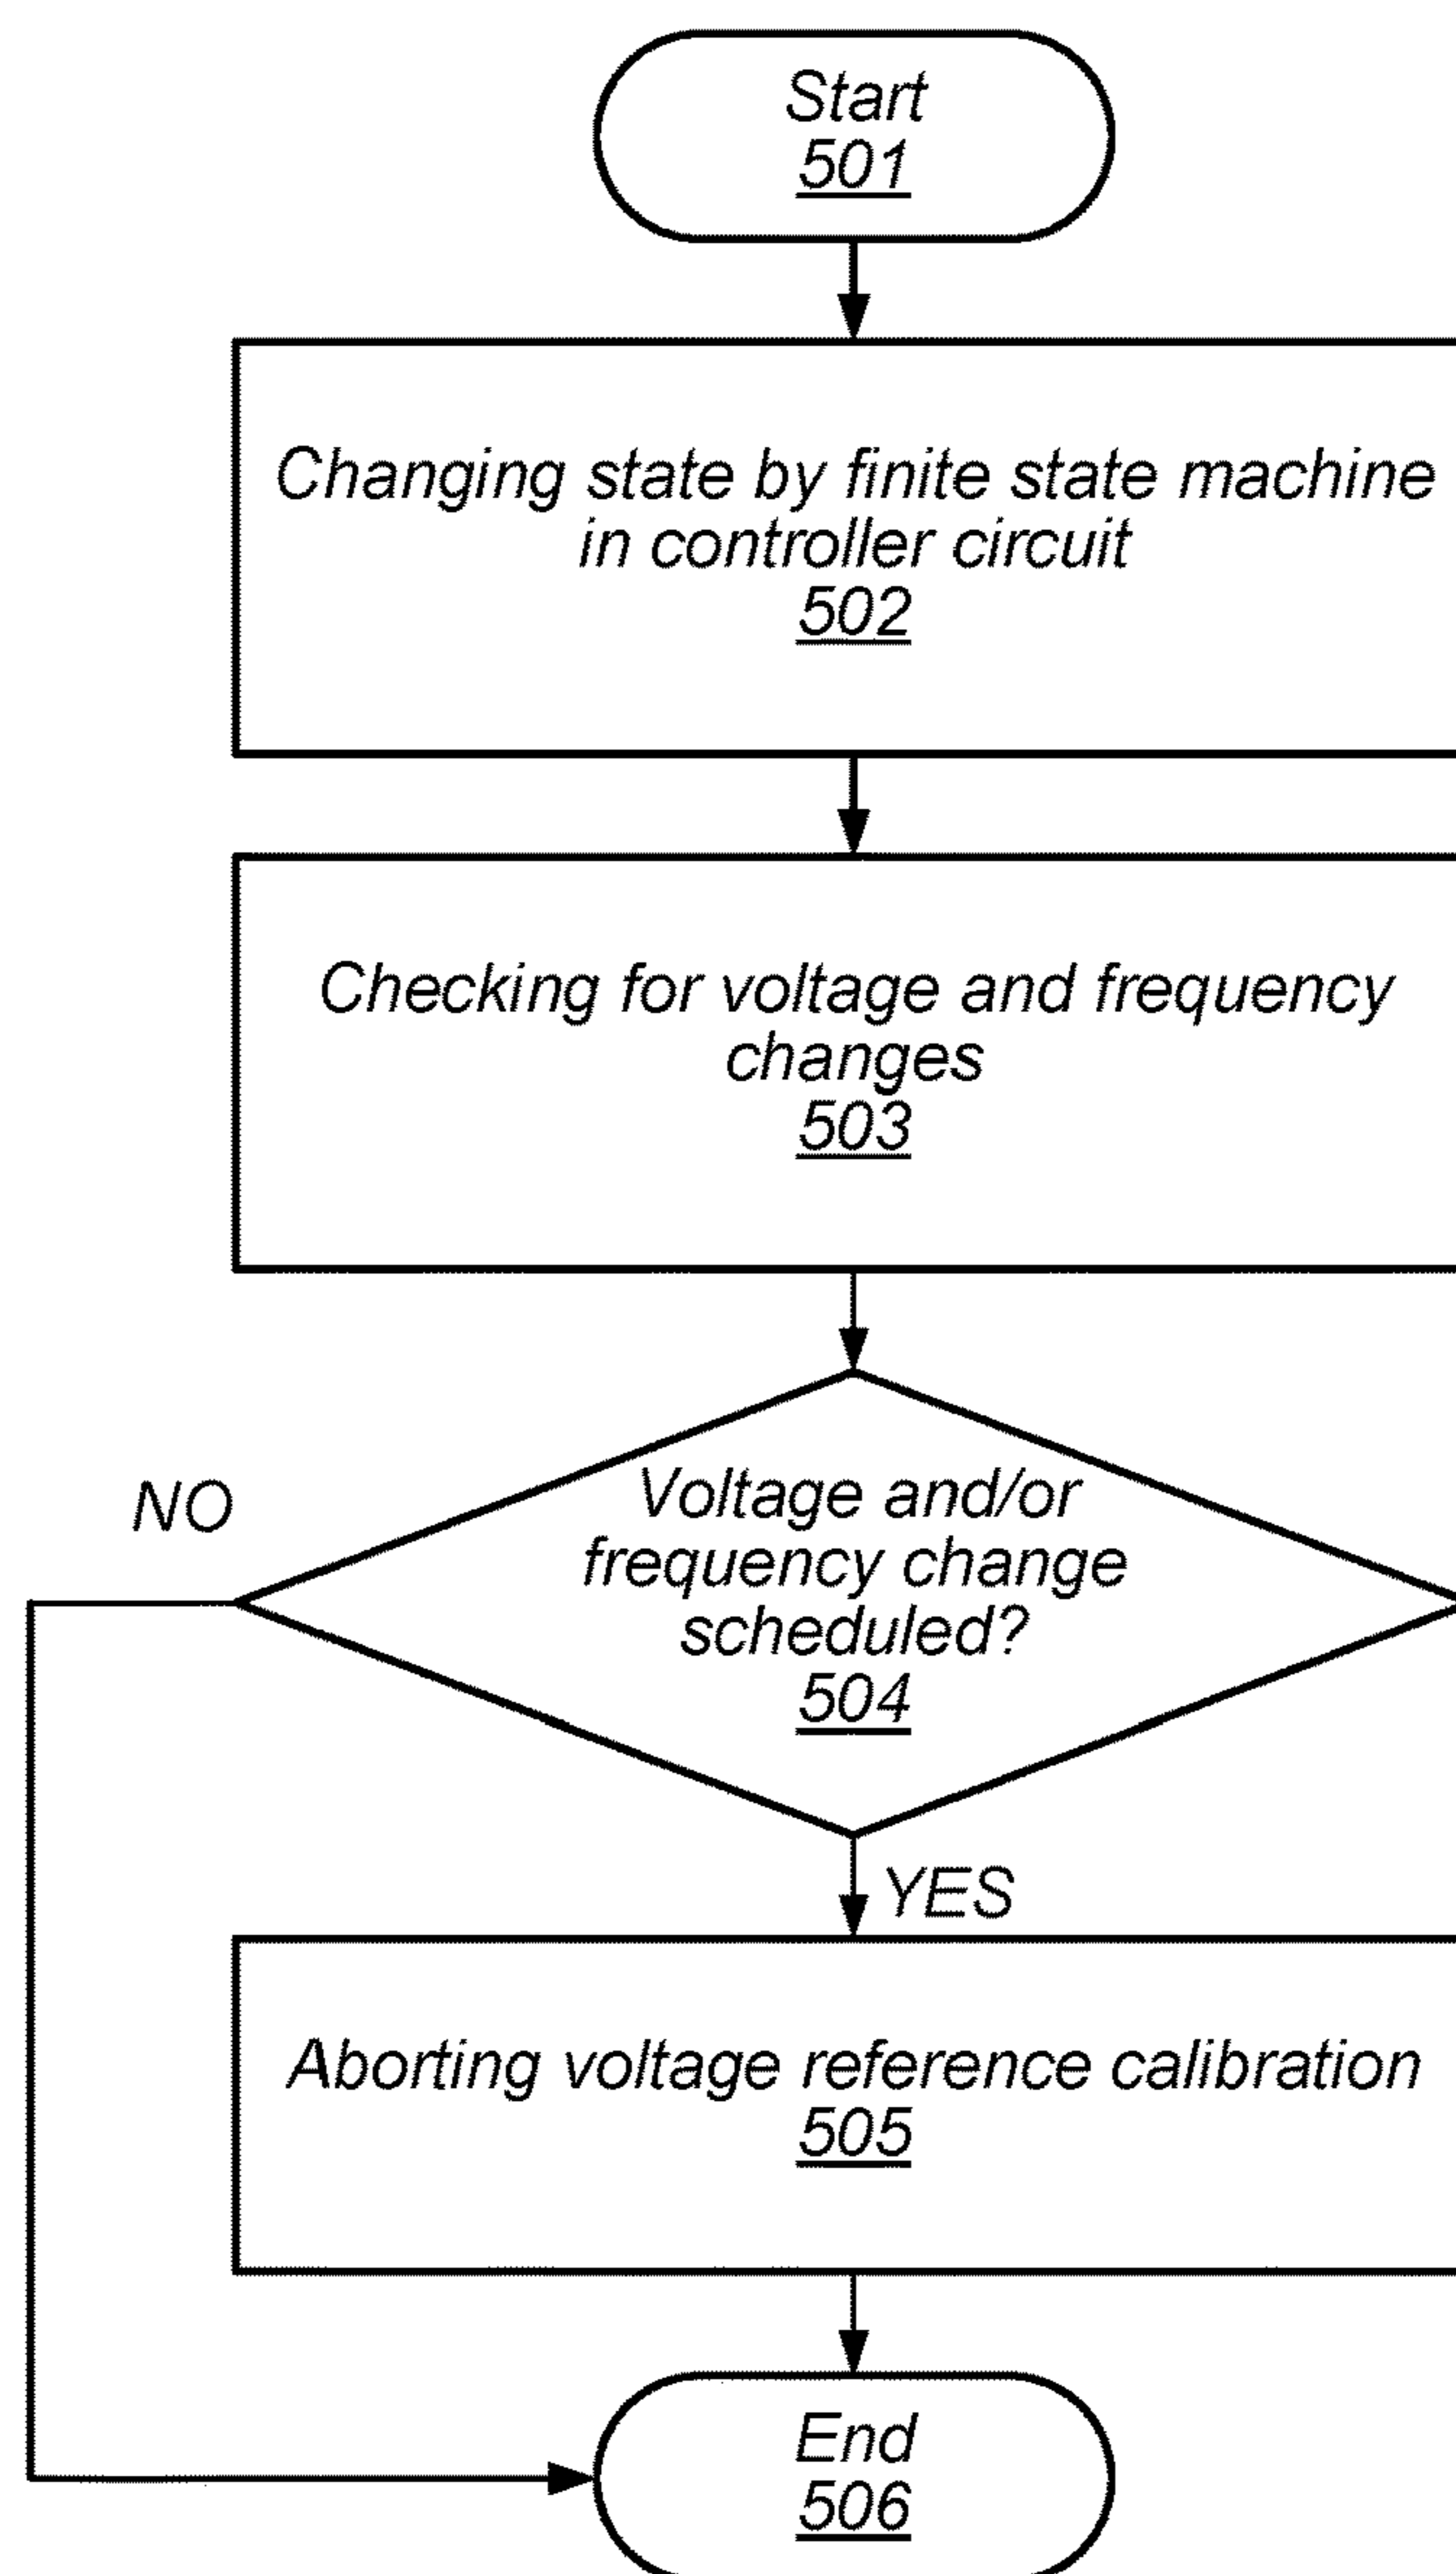 Start
501
Changing state by finite state machine
in controller circuit
502
Checking for voltage and frequency
changes
503
NO
Voltage and/or
frequency change
scheduled?
504
YES
Aborting voltage reference calibration
505
End
506